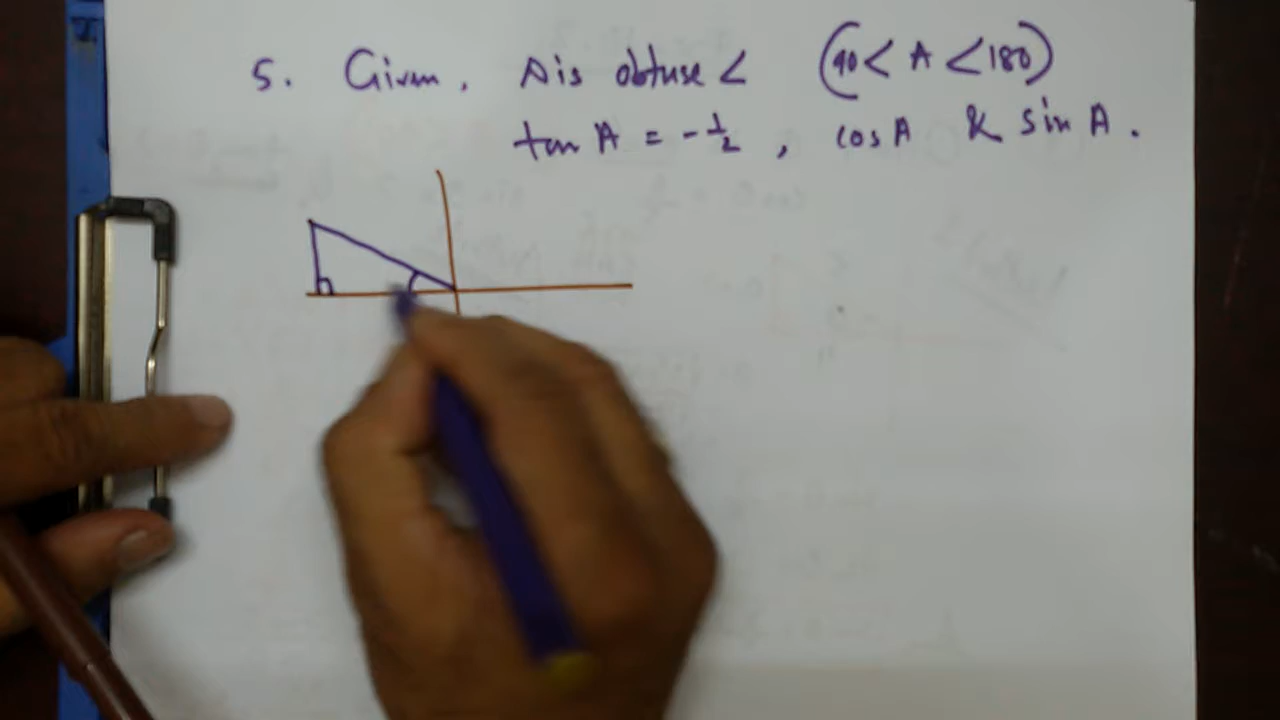 5. Given, A is obtuse < (90 < A < 180)
tan A = -1/2, cos A & sin A.